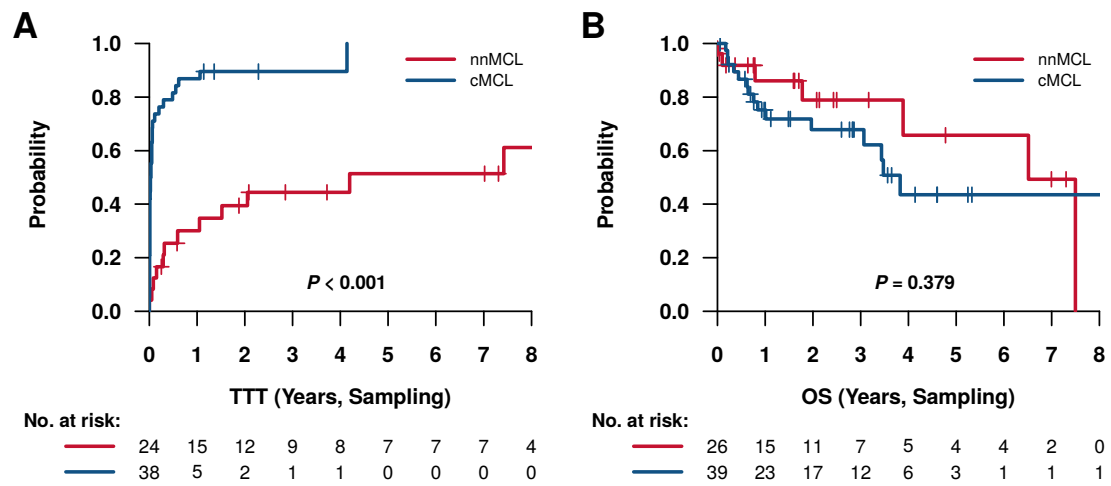 A
Probability
1.0
0.8
0.6
0.4
0.2
0.0
nnMCL
cMCL
P < 0.001
0 1 2 3 4 5 6 7 8
TTT (Years, Sampling)
No. at risk:
24 15 12 9 8 7 7 7 4
38 5 2 1 1 0 0 0 0
B
Probability
1.0
0.8
0.6
0.4
0.2
0.0
nnMCL
cMCL
P = 0.379
0 1 2 3 4 5 6 7 8
OS (Years, Sampling)
No. at risk:
26 15 11 7 5 4 4 2 0
39 23 17 12 6 3 1 1 1